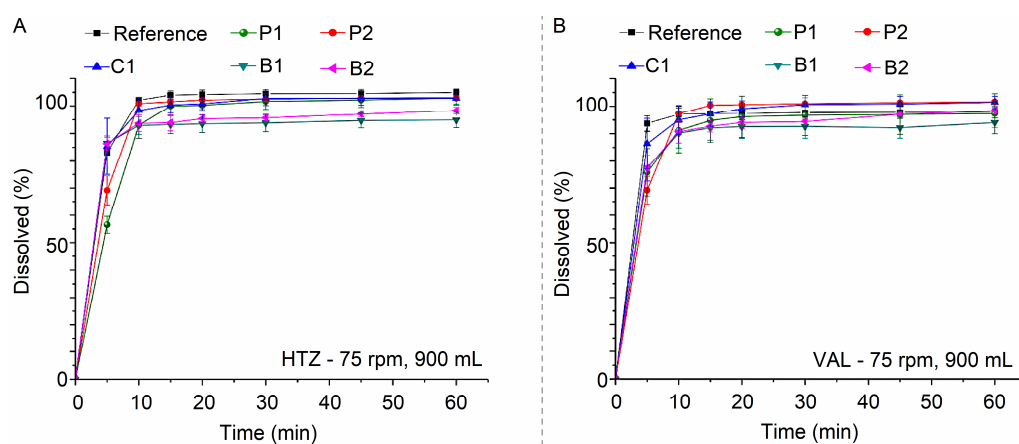 A
Reference P1 P2
C1 B1 B2
100
50
0
Dissolved (%)
HTZ - 75 rpm, 900 mL
0 10 20 30 40 50 60
Time (min)
B
Reference P1 P2
C1 B1 B2
100
50
0
Dissolved (%)
VAL - 75 rpm, 900 mL
0 10 20 30 40 50 60
Time (min)